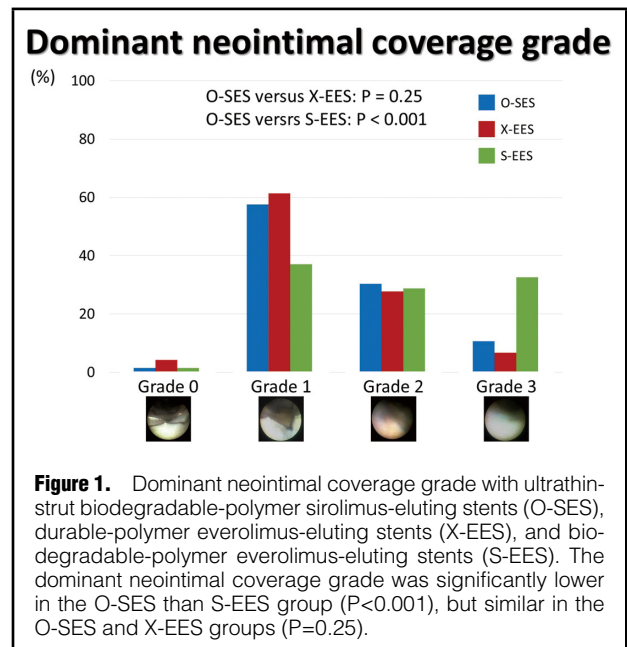 Dominant neointimal coverage grade
(%)
100
O-SES versus X-EES: P = 0.25
O-SES versrs S-EES: P < 0.001
O-SES
X-EES
S-EES
80
60
40
20
0
Grade 0 Grade 1 Grade 2 Grade 3
Figure 1. Dominant neointimal coverage grade with ultrathin-
strut biodegradable-polymer sirolimus-eluting stents (O-SES),
durable-polymer everolimus-eluting stents (X-EES), and bio-
degradable-polymer everolimus-eluting stents (S-EES). The
dominant neointimal coverage grade was significantly lower
in the O-SES than S-EES group (P<0.001), but similar in the
O-SES and X-EES groups (P=0.25).